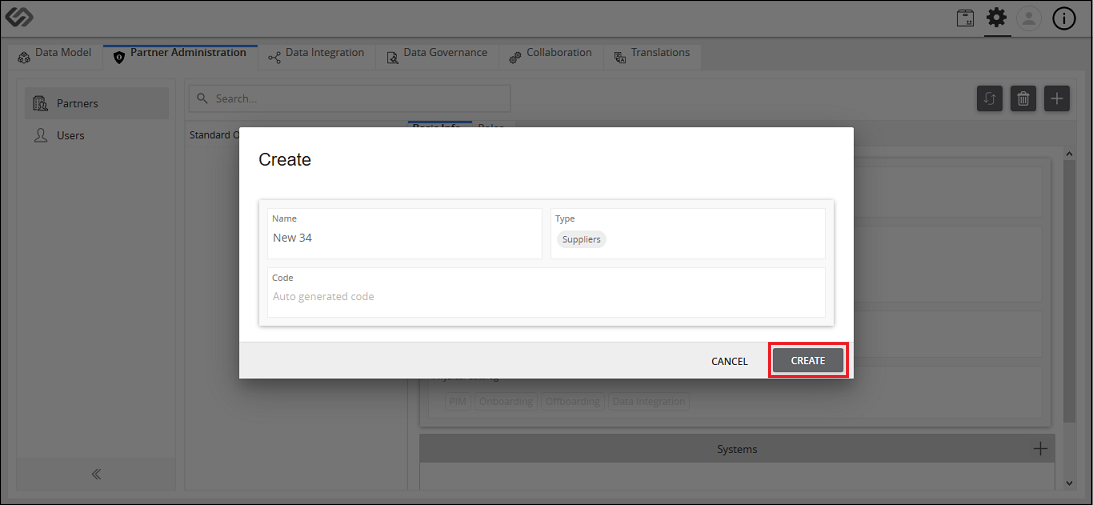 Data Model
Partner Administration
Data Integration
Data Governance
Collaboration
Translations
Partners
Users
Search...
Standard O
Basic Info
Roles
Create
Name
New 34
Type
Suppliers
Code
Auto generated code
CANCEL
CREATE
PIM
Onboarding
Offboarding
Data Integration
Systems